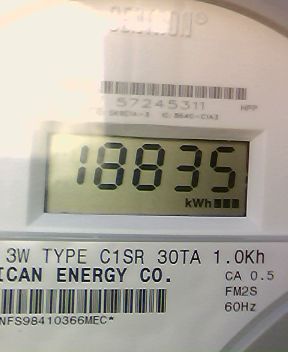 57245311
18835
kWh
3W TYPE C1SR 30TA 1.0Kh
ICAN ENERGY CO.
CA 0.5
FM2S
60Hz
NFS98410366MEC*